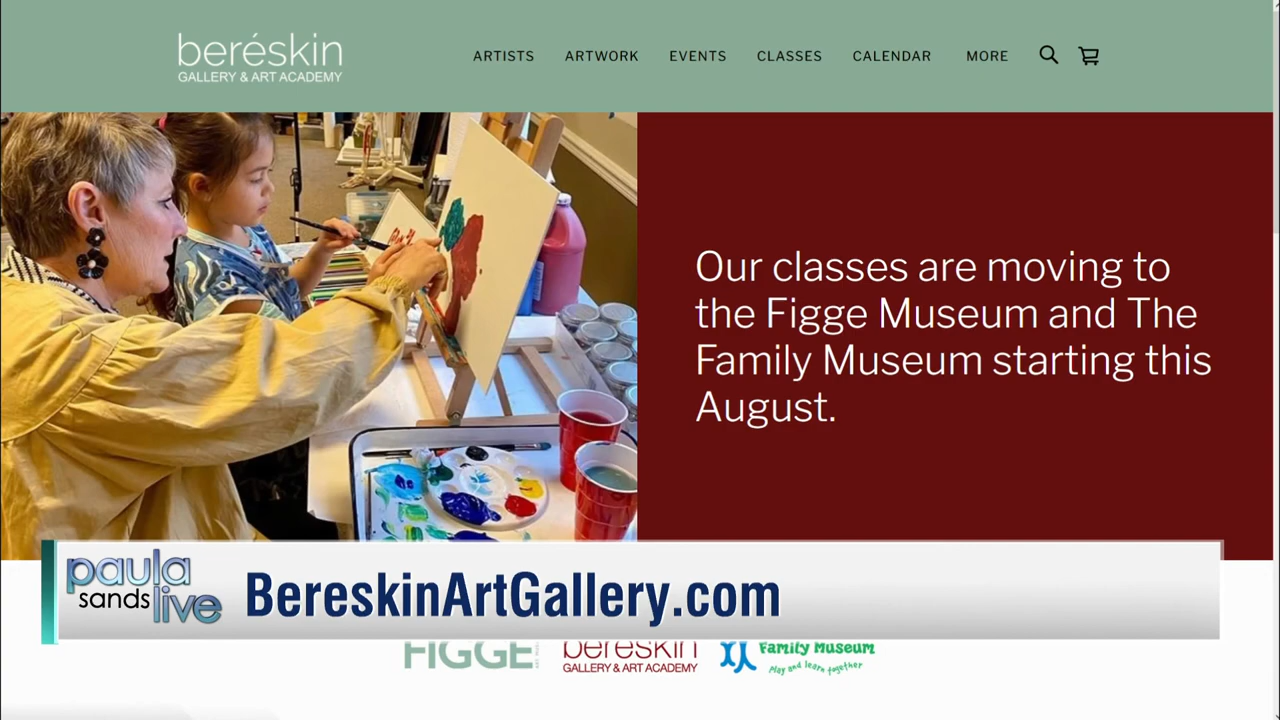 beréskin
GALLERY & ART ACADEMY
ARTISTS ARTWORK EVENTS CLASSES CALENDAR MORE
Our classes are moving to
the Figge Museum and The
Family Museum starting this
August.
paula
sands live
BereskinArtGallery.com
FIGGE
bereskin
GALLERY & ART ACADEMY
Family Museum
Play and learn together